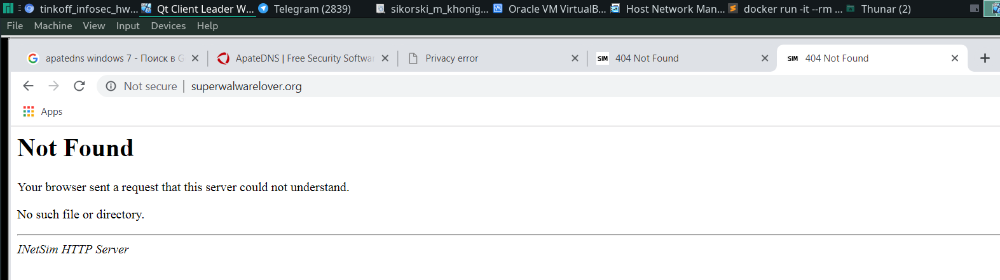 tinkoff_infosec_hw... Qt Client Leader W... Telegram (2839) sikorski_m_khonig... Oracle VM VirtualB... Host Network Man... docker run -it --rm ... Thunar (2)
File Machine View Input Devices Help
apatedns windows 7 - Поиск в G ApateDNS | Free Security Softwa Privacy error SIM 404 Not Found SIM 404 Not Found
Not secure | superwalwarelover.org
Apps
Not Found
Your browser sent a request that this server could not understand.
No such file or directory.
INetSim HTTP Server